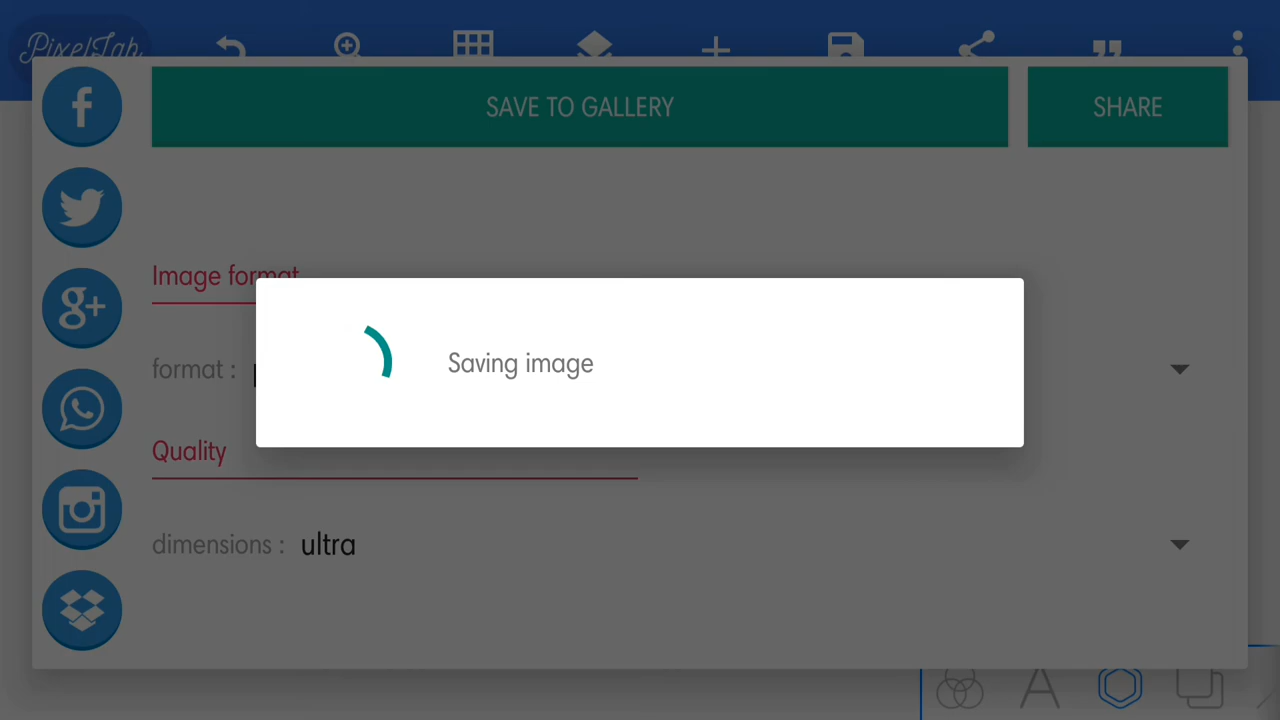 PixelLab
SAVE TO GALLERY
SHARE
Image format
format :
Saving image
Quality
dimensions : ultra